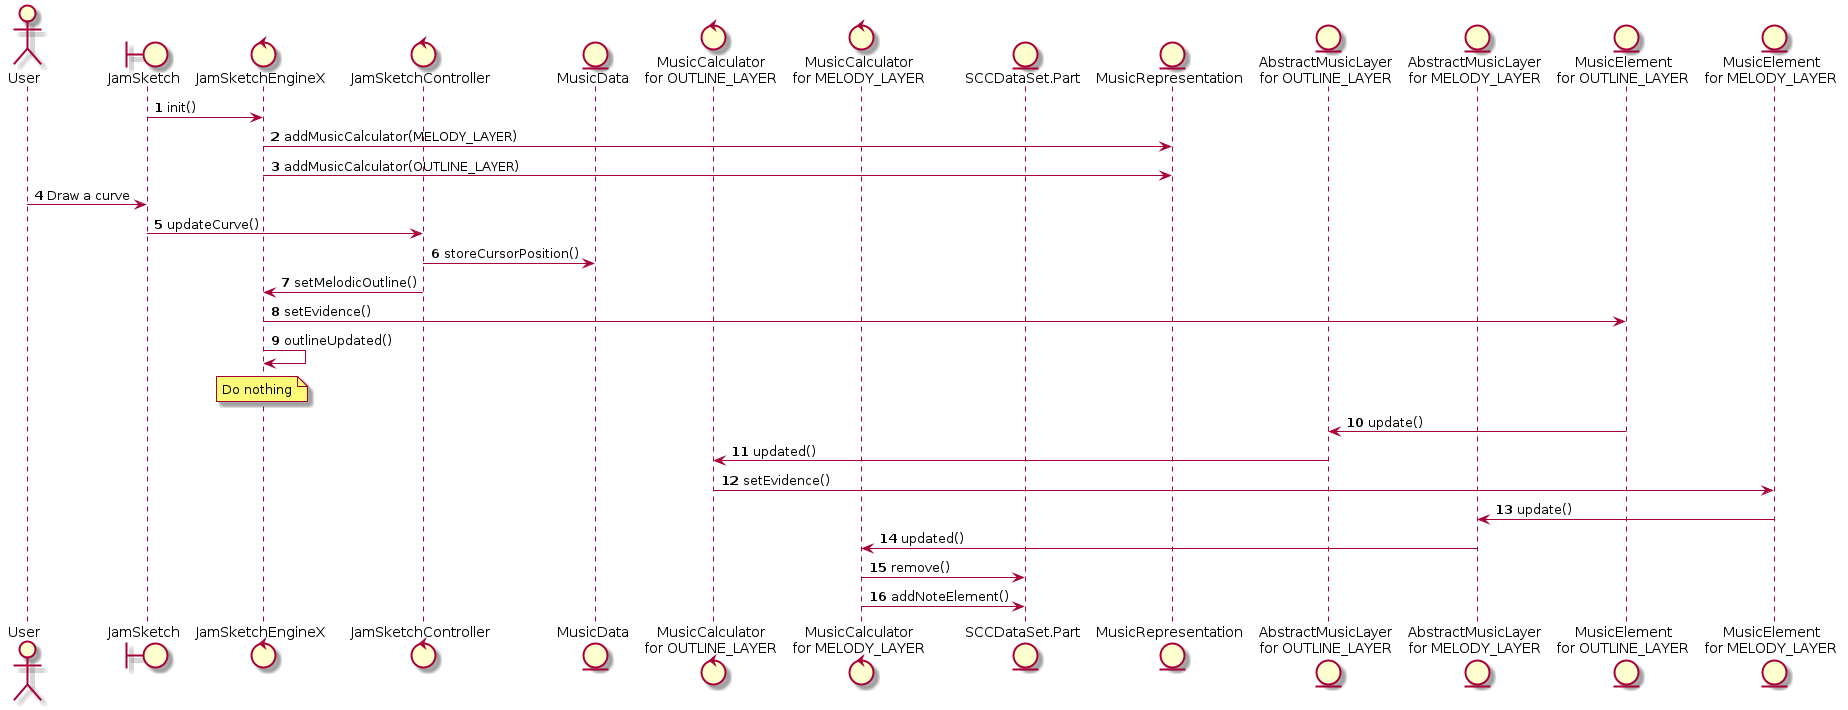 User
JamSketch
JamSketchEngineX
JamSketchController
MusicData
MusicCalculator
for OUTLINE_LAYER
MusicCalculator
for MELODY_LAYER
SCCDataSet.Part
MusicRepresentation
AbstractMusicLayer
for OUTLINE_LAYER
AbstractMusicLayer
for MELODY_LAYER
MusicElement
for OUTLINE_LAYER
MusicElement
for MELODY_LAYER
1 init()
2 addMusicCalculator(MELODY_LAYER)
3 addMusicCalculator(OUTLINE_LAYER)
4 Draw a curve
5 updateCurve()
6 storeCursorPosition()
7 setMelodicOutline()
8 setEvidence()
9 outlineUpdated()
Do nothing
10 update()
11 updated()
12 setEvidence()
13 update()
14 updated()
15 remove()
16 addNoteElement()
User
JamSketch
JamSketchEngineX
JamSketchController
MusicData
MusicCalculator
for OUTLINE_LAYER
MusicCalculator
for MELODY_LAYER
SCCDataSet.Part
MusicRepresentation
AbstractMusicLayer
for OUTLINE_LAYER
AbstractMusicLayer
for MELODY_LAYER
MusicElement
for OUTLINE_LAYER
MusicElement
for MELODY_LAYER